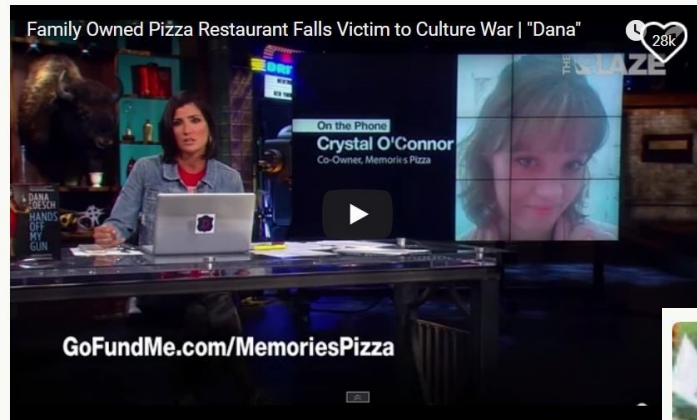 Family Owned Pizza Restaurant Falls Victim to Culture War | "Dana"
28k
THE BLAZE
DRI
On the Phone
Crystal O'Connor
Co-Owner, Memories Pizza
DANA
LOESCH
HANDS
OFF
MY
GUN
GoFundMe.com/MemoriesPizza